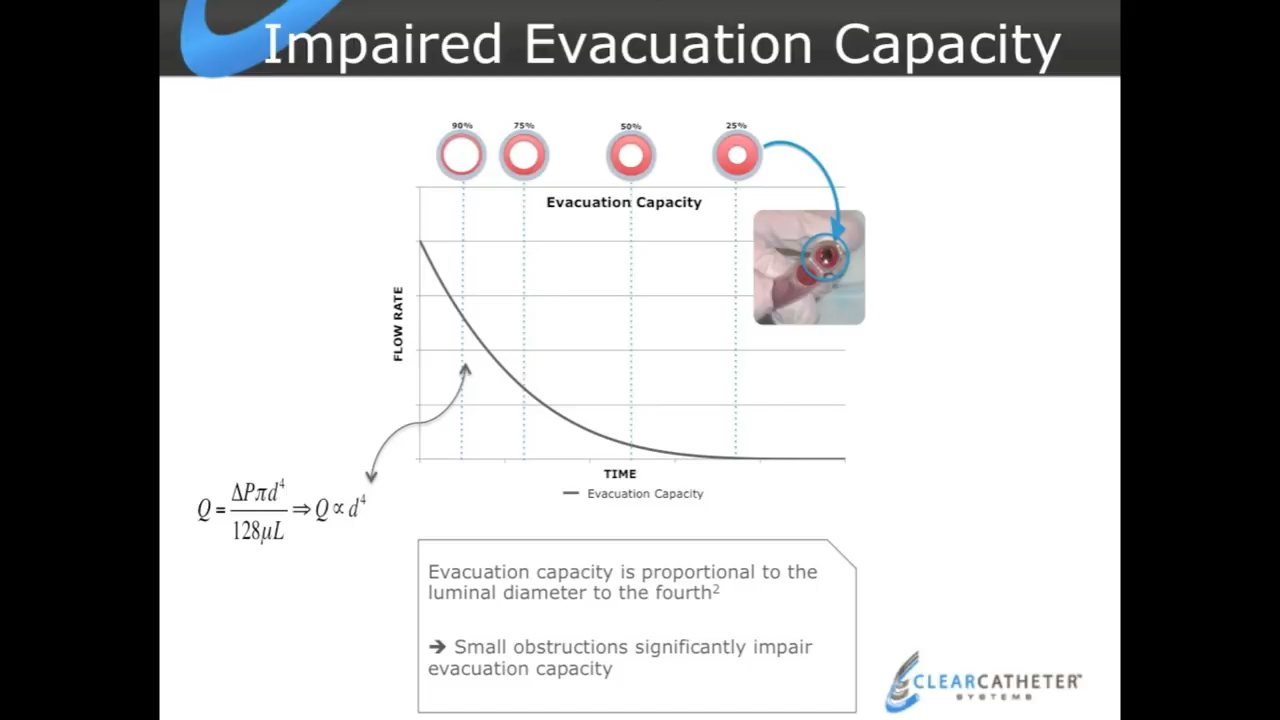 Impaired Evacuation Capacity
90% 75% 50% 25%
Evacuation Capacity
FLOW RATE
TIME
Evacuation Capacity
Q = ΔPπd⁴ / 128μL ⇒ Q ∝ d⁴
Evacuation capacity is proportional to the
luminal diameter to the fourth²
➔ Small obstructions significantly impair
evacuation capacity
CLEARCATHETER™
SYSTEMS